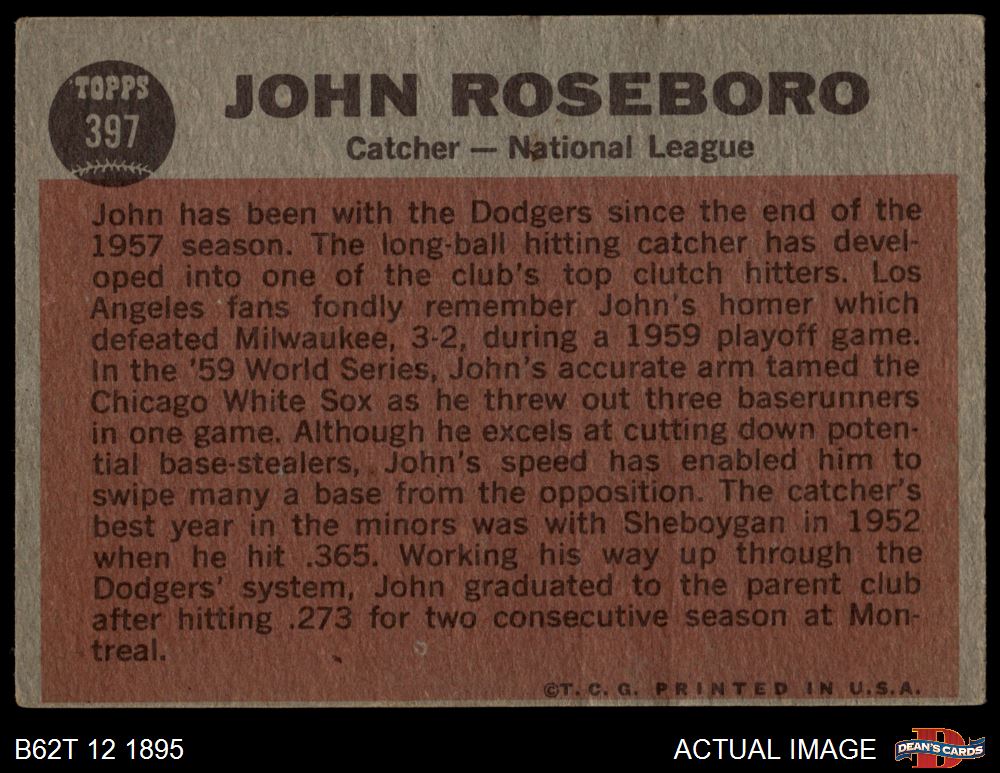 TOPPS
397
JOHN ROSEBORO
Catcher — National League
John has been with the Dodgers since the end of the
1957 season. The long-ball hitting catcher has devel-
oped into one of the club's top clutch hitters. Los
Angeles fans fondly remember John's homer which
defeated Milwaukee, 3-2, during a 1959 playoff game.
In the '59 World Series, John's accurate arm tamed the
Chicago White Sox as he threw out three baserunners
in one game. Although he excels at cutting down poten-
tial base-stealers, John's speed has enabled him to
swipe many a base from the opposition. The catcher's
best year in the minors was with Sheboygan in 1952
when he hit .365. Working his way up through the
Dodgers' system, John graduated to the parent club
after hitting .273 for two consecutive season at Mon-
treal.
©T. C. G. PRINTED IN U.S.A.
B62T 12 1895
ACTUAL IMAGE
D
DEAN'S CARDS